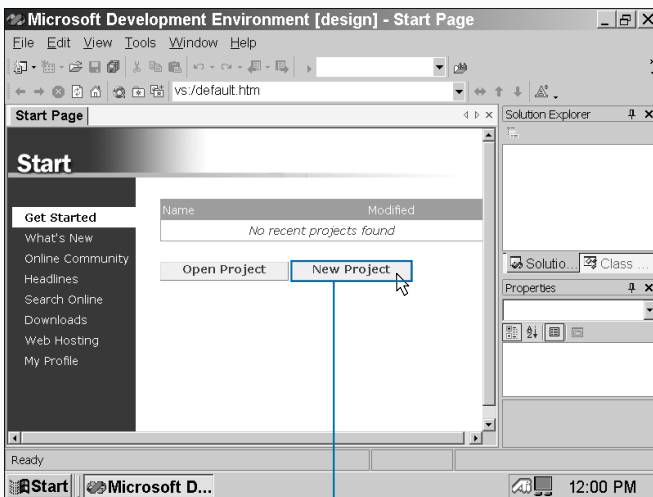 Microsoft Development Environment [design] - Start Page
File Edit View Tools Window Help
vs:/default.htm
Start Page
Solution Explorer
Start
Get Started
What's New
Online Community
Headlines
Search Online
Downloads
Web Hosting
My Profile
Name Modified
No recent projects found
Open Project New Project
Solutio... Class ...
Properties
Ready
Start Microsoft D... 12:00 PM